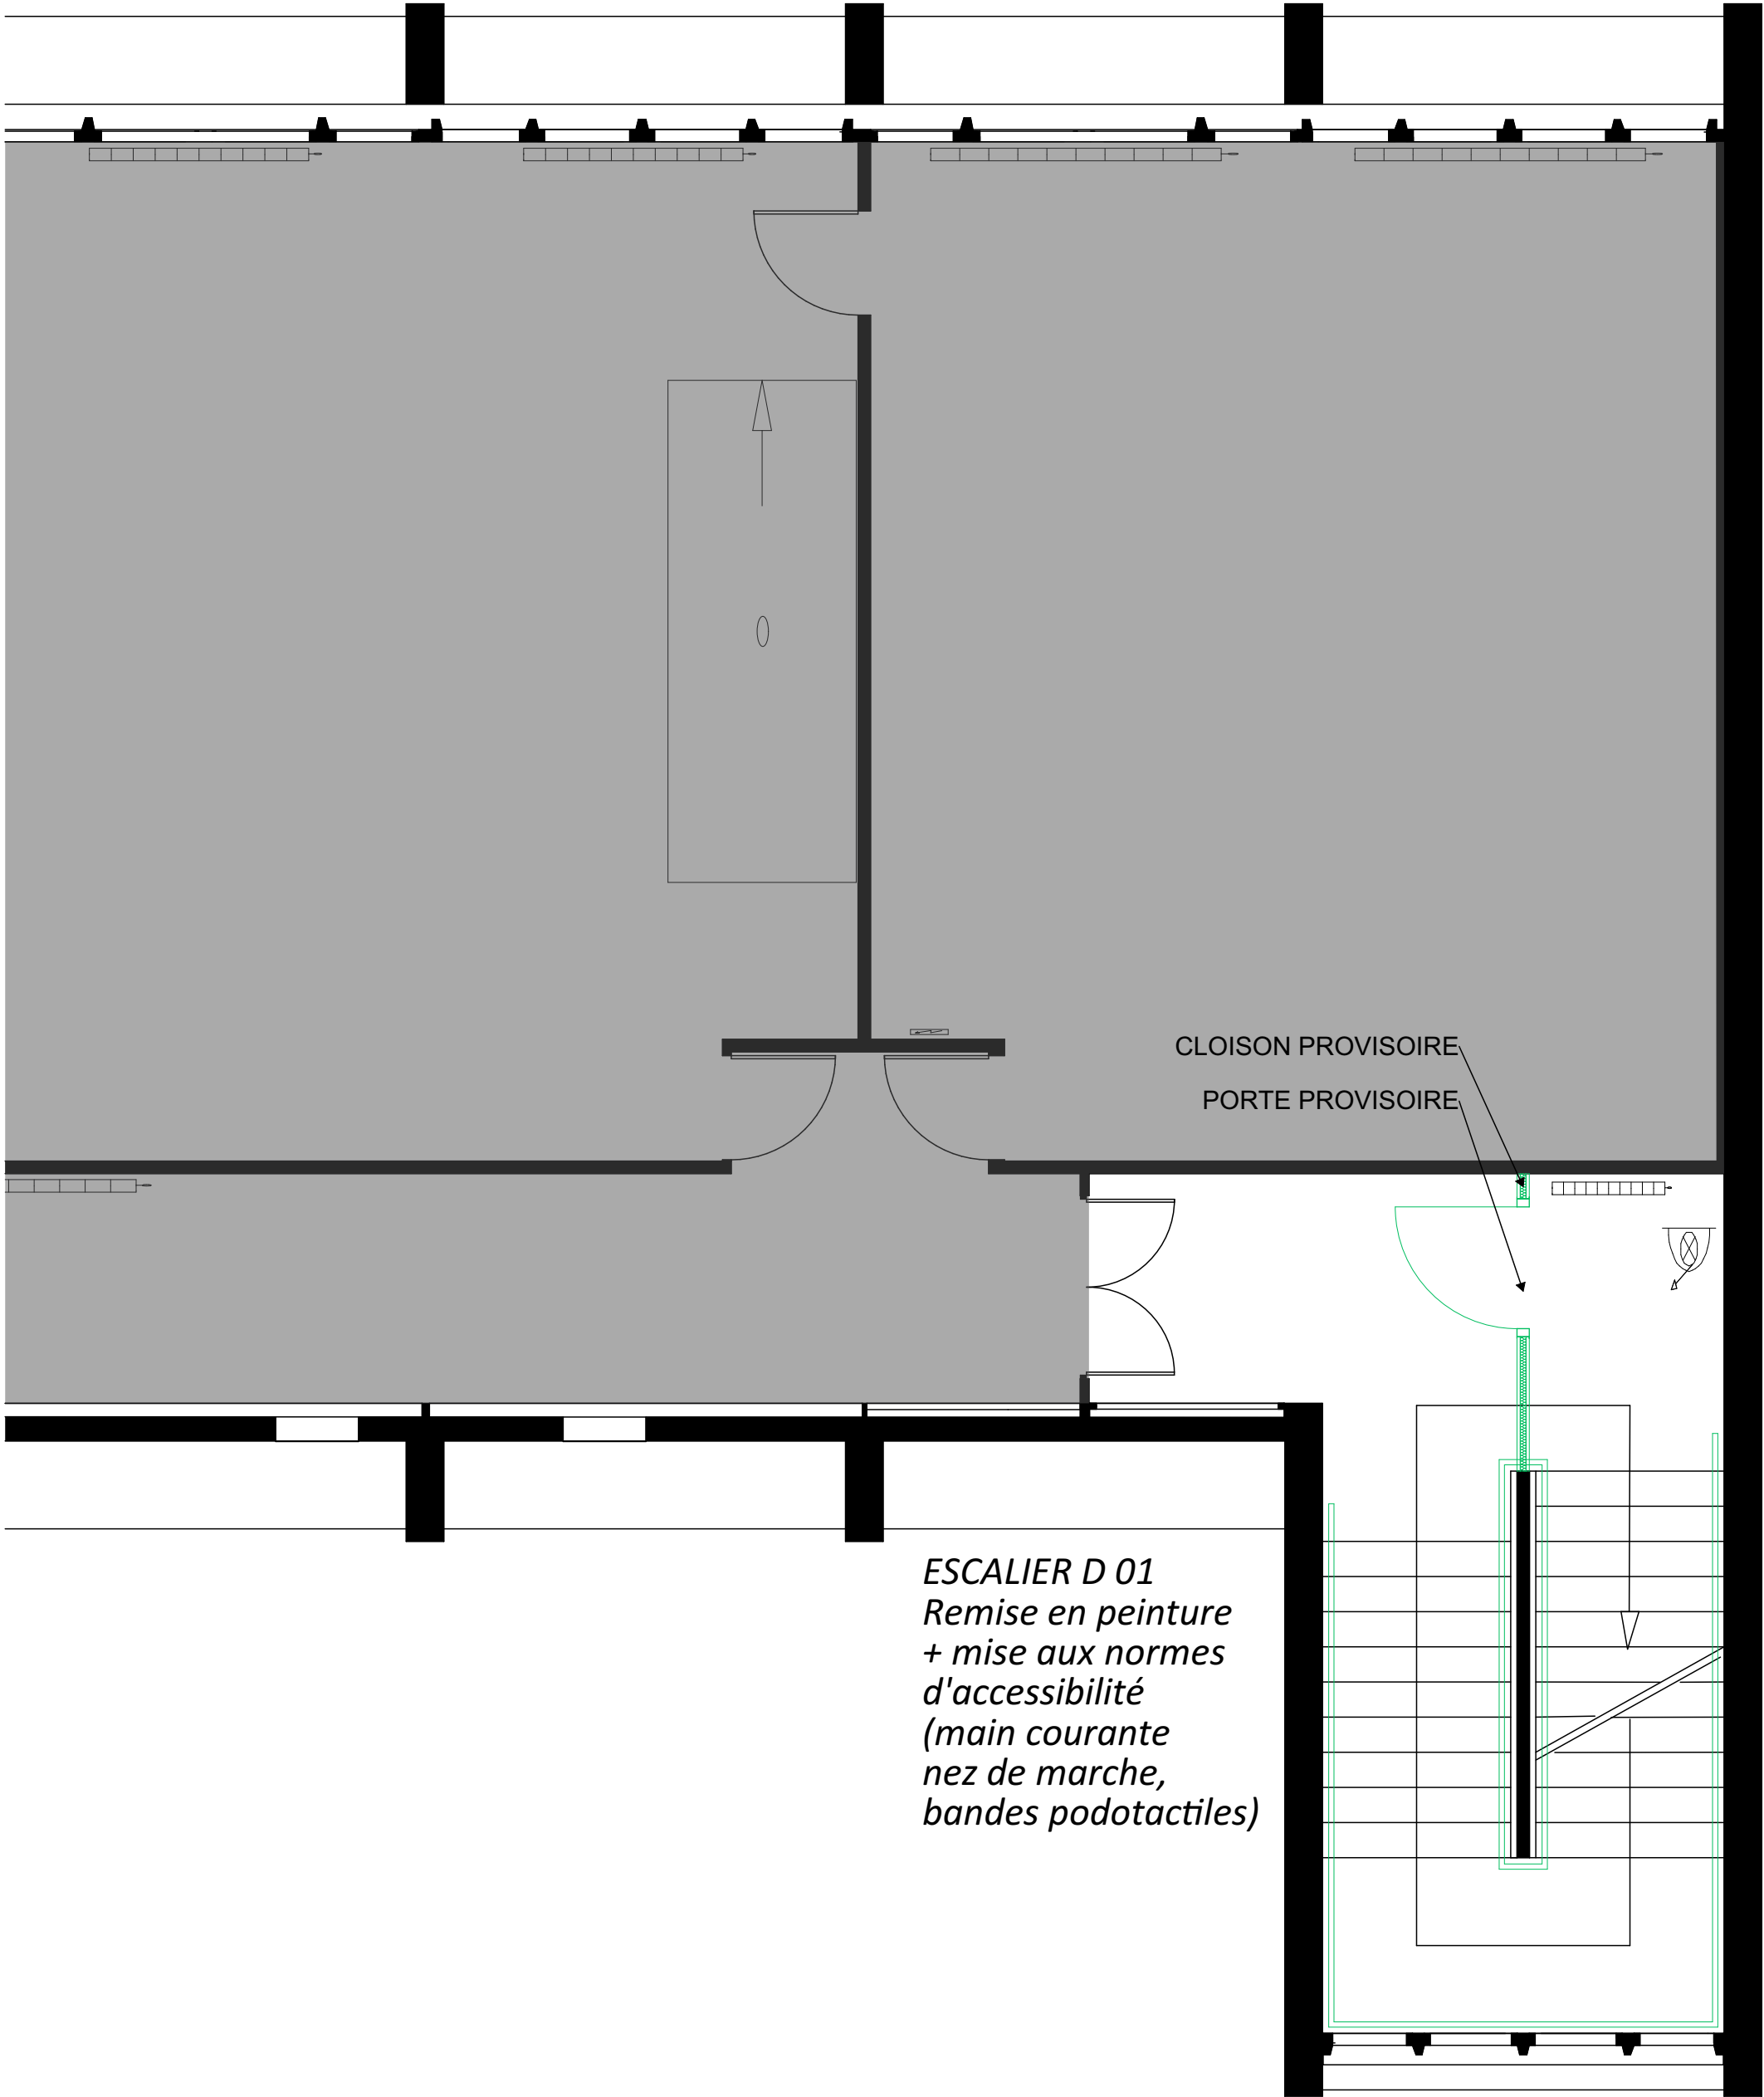 CLOISON PROVISOIRE
PORTE PROVISOIRE
ESCALIER D 01
Remise en peinture
+ mise aux normes
d'accessibilité
(main courante
nez de marche,
bandes podotactiles)